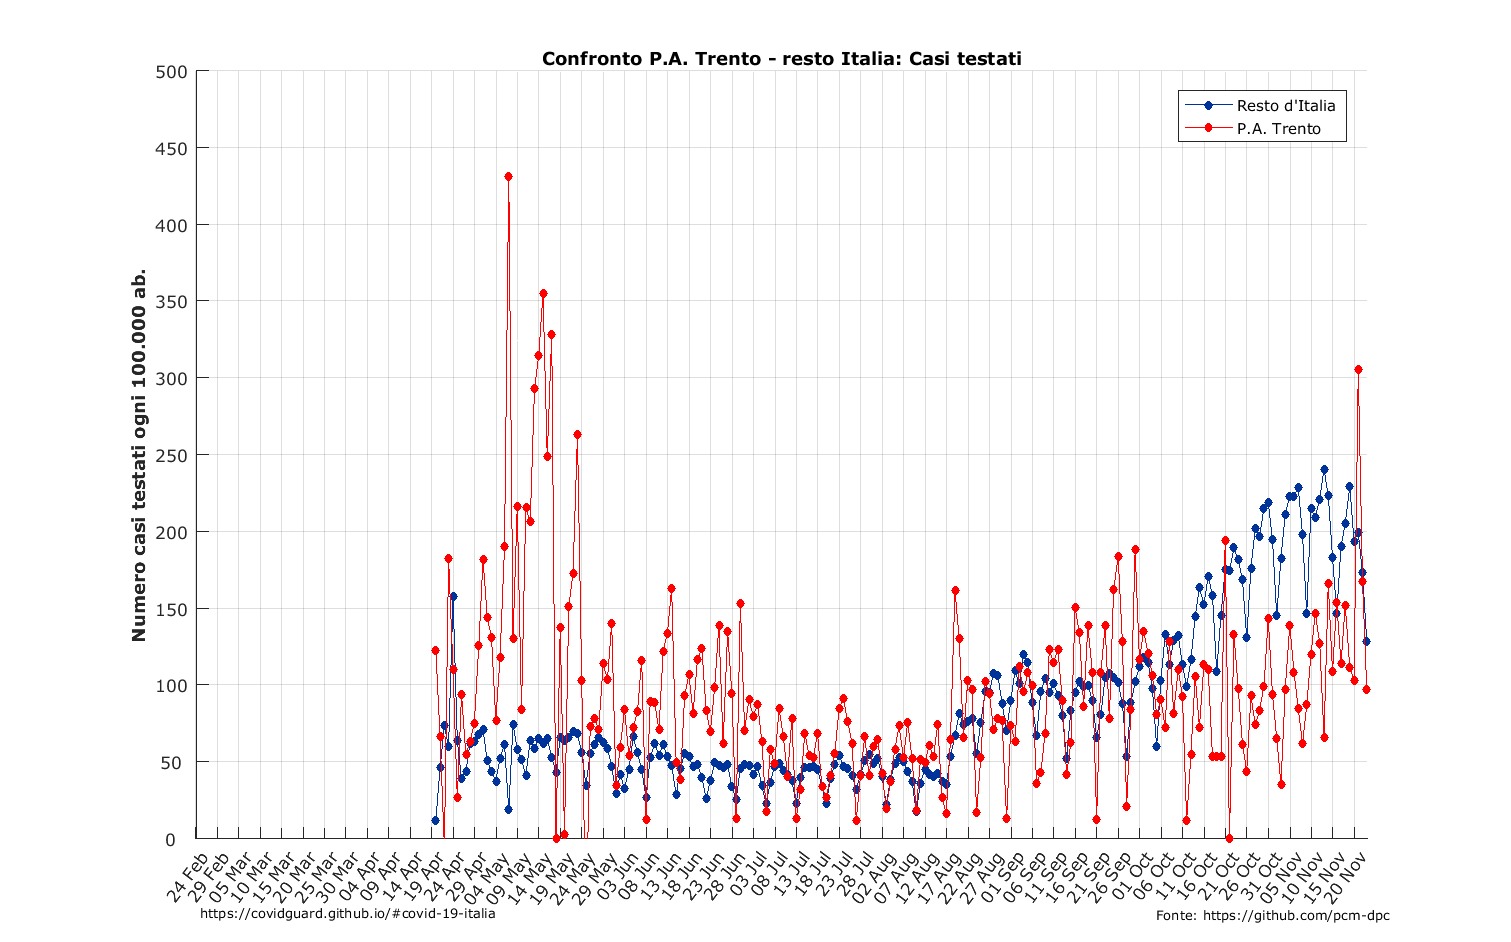 Confronto P.A. Trento - resto Italia: Casi testati
Resto d'Italia
P.A. Trento
Numero casi testati ogni 100.000 ab.
500
450
400
350
300
250
200
150
100
50
0
24 Feb
29 Feb
05 Mar
10 Mar
15 Mar
20 Mar
25 Mar
30 Mar
04 Apr
09 Apr
14 Apr
19 Apr
24 Apr
29 Apr
04 May
09 May
14 May
19 May
24 May
29 May
03 Jun
08 Jun
13 Jun
18 Jun
23 Jun
28 Jun
03 Jul
08 Jul
13 Jul
18 Jul
23 Jul
28 Jul
02 Aug
07 Aug
12 Aug
17 Aug
22 Aug
27 Aug
01 Sep
06 Sep
11 Sep
16 Sep
21 Sep
26 Sep
01 Oct
06 Oct
11 Oct
16 Oct
21 Oct
26 Oct
31 Oct
05 Nov
10 Nov
15 Nov
20 Nov
https://covidguard.github.io/#covid-19-italia
Fonte: https://github.com/pcm-dpc